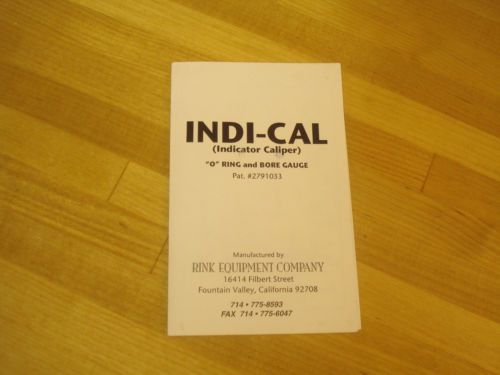 INDI-CAL
(Indicator Caliper)
"O" RING and BORE GAUGE
Pat. #2791033
Manufactured by
RINK EQUIPMENT COMPANY
16414 Filbert Street
Fountain Valley, California 92708
714 • 775-8593
FAX 714 • 775-6047